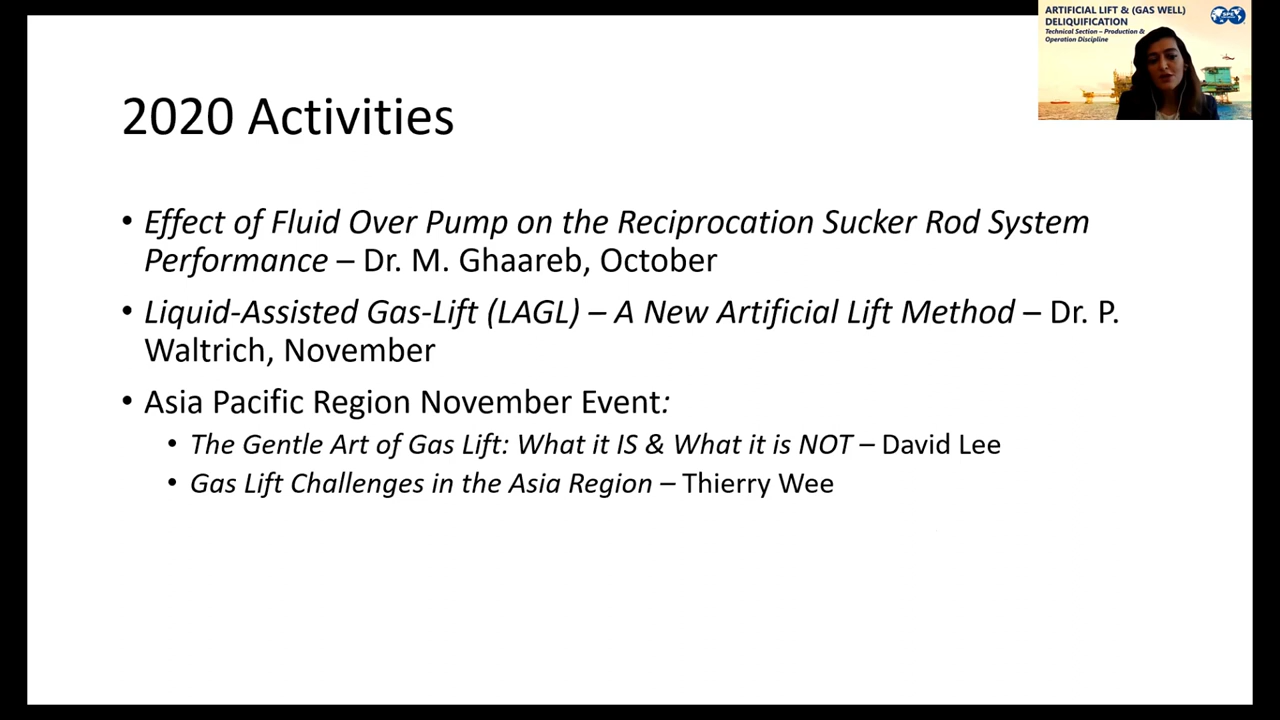 ARTIFICIAL LIFT & (GAS WELL)
DELIQUIFICATION
Technical Section – Production &
Operation Discipline
2020 Activities
• Effect of Fluid Over Pump on the Reciprocation Sucker Rod System
Performance – Dr. M. Ghaareb, October
• Liquid-Assisted Gas-Lift (LAGL) – A New Artificial Lift Method – Dr. P.
Waltrich, November
• Asia Pacific Region November Event:
• The Gentle Art of Gas Lift: What it IS & What it is NOT – David Lee
• Gas Lift Challenges in the Asia Region – Thierry Wee